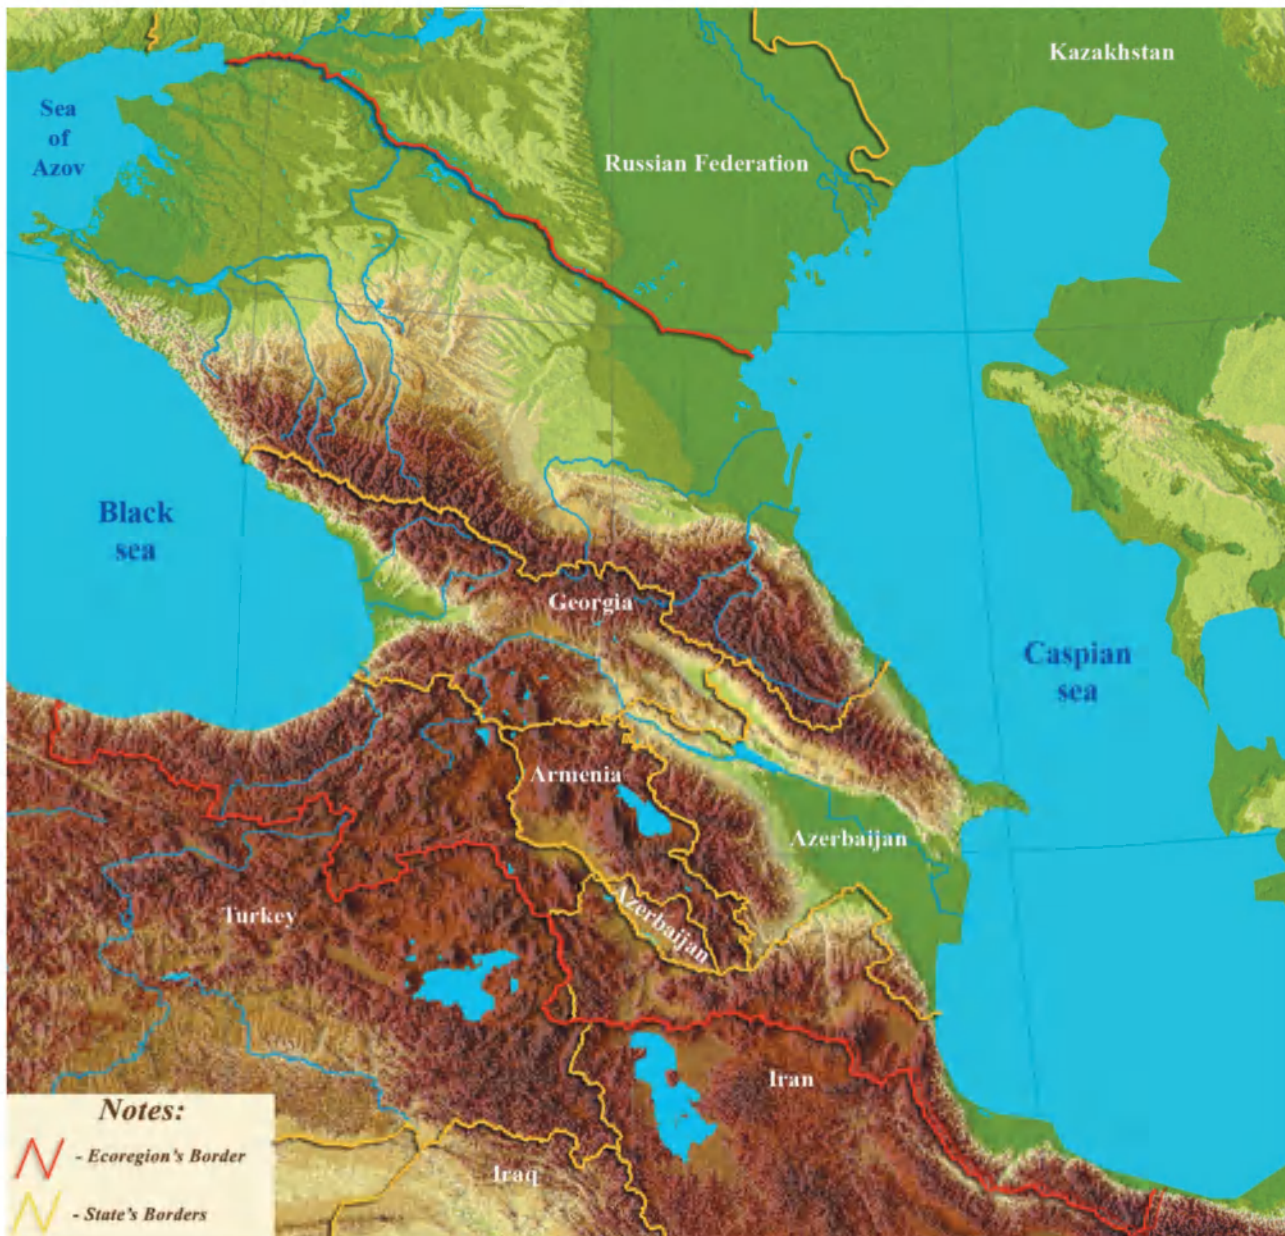 Kazakhstan
Sea
of
Azov
Russian Federation
Black
sea
Georgia
Caspian
sea
Armenia
Azerbaijan
Azerbaijan
Turkey
Iran
Iraq
Notes:
- Ecoregion's Border
- State's Borders